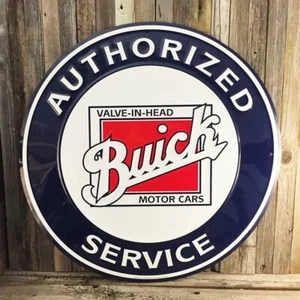 AUTHORIZED
VALVE-IN-HEAD
Buick
MOTOR CARS
SERVICE